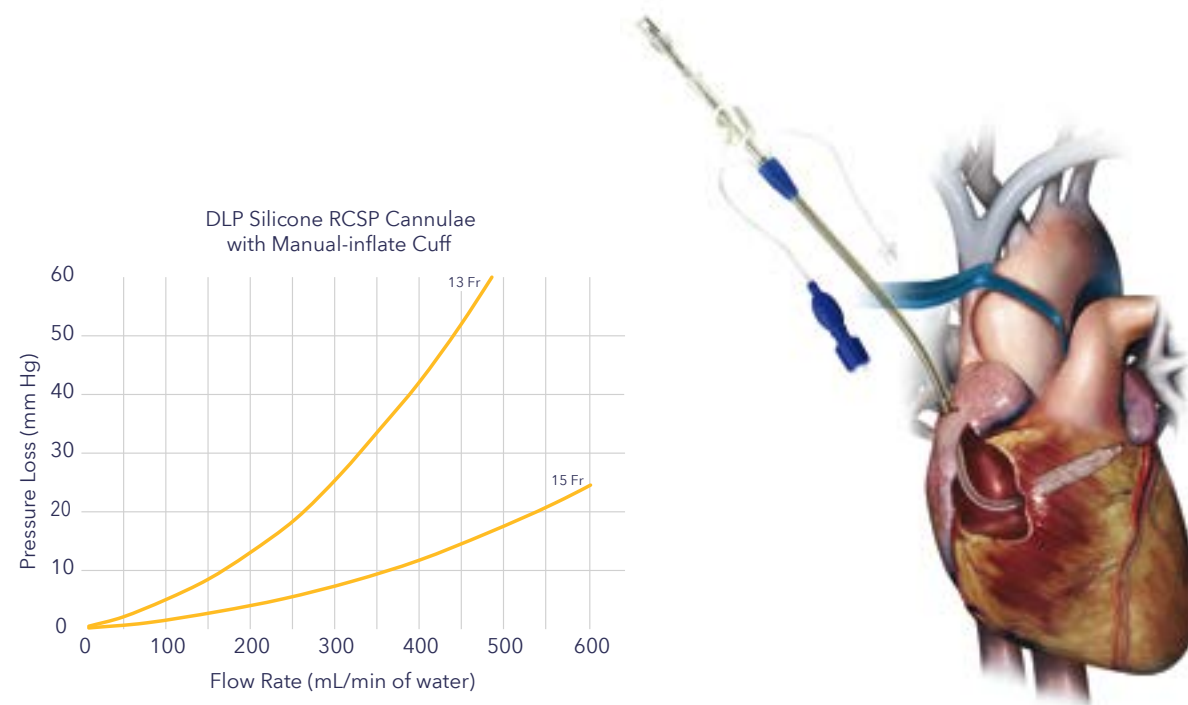 DLP Silicone RCSP Cannulae
with Manual-inflate Cuff
60
13 Fr
50
40
Pressure Loss (mm Hg)
30
15 Fr
20
10
0
0 100 200 300 400 500 600
Flow Rate (mL/min of water)